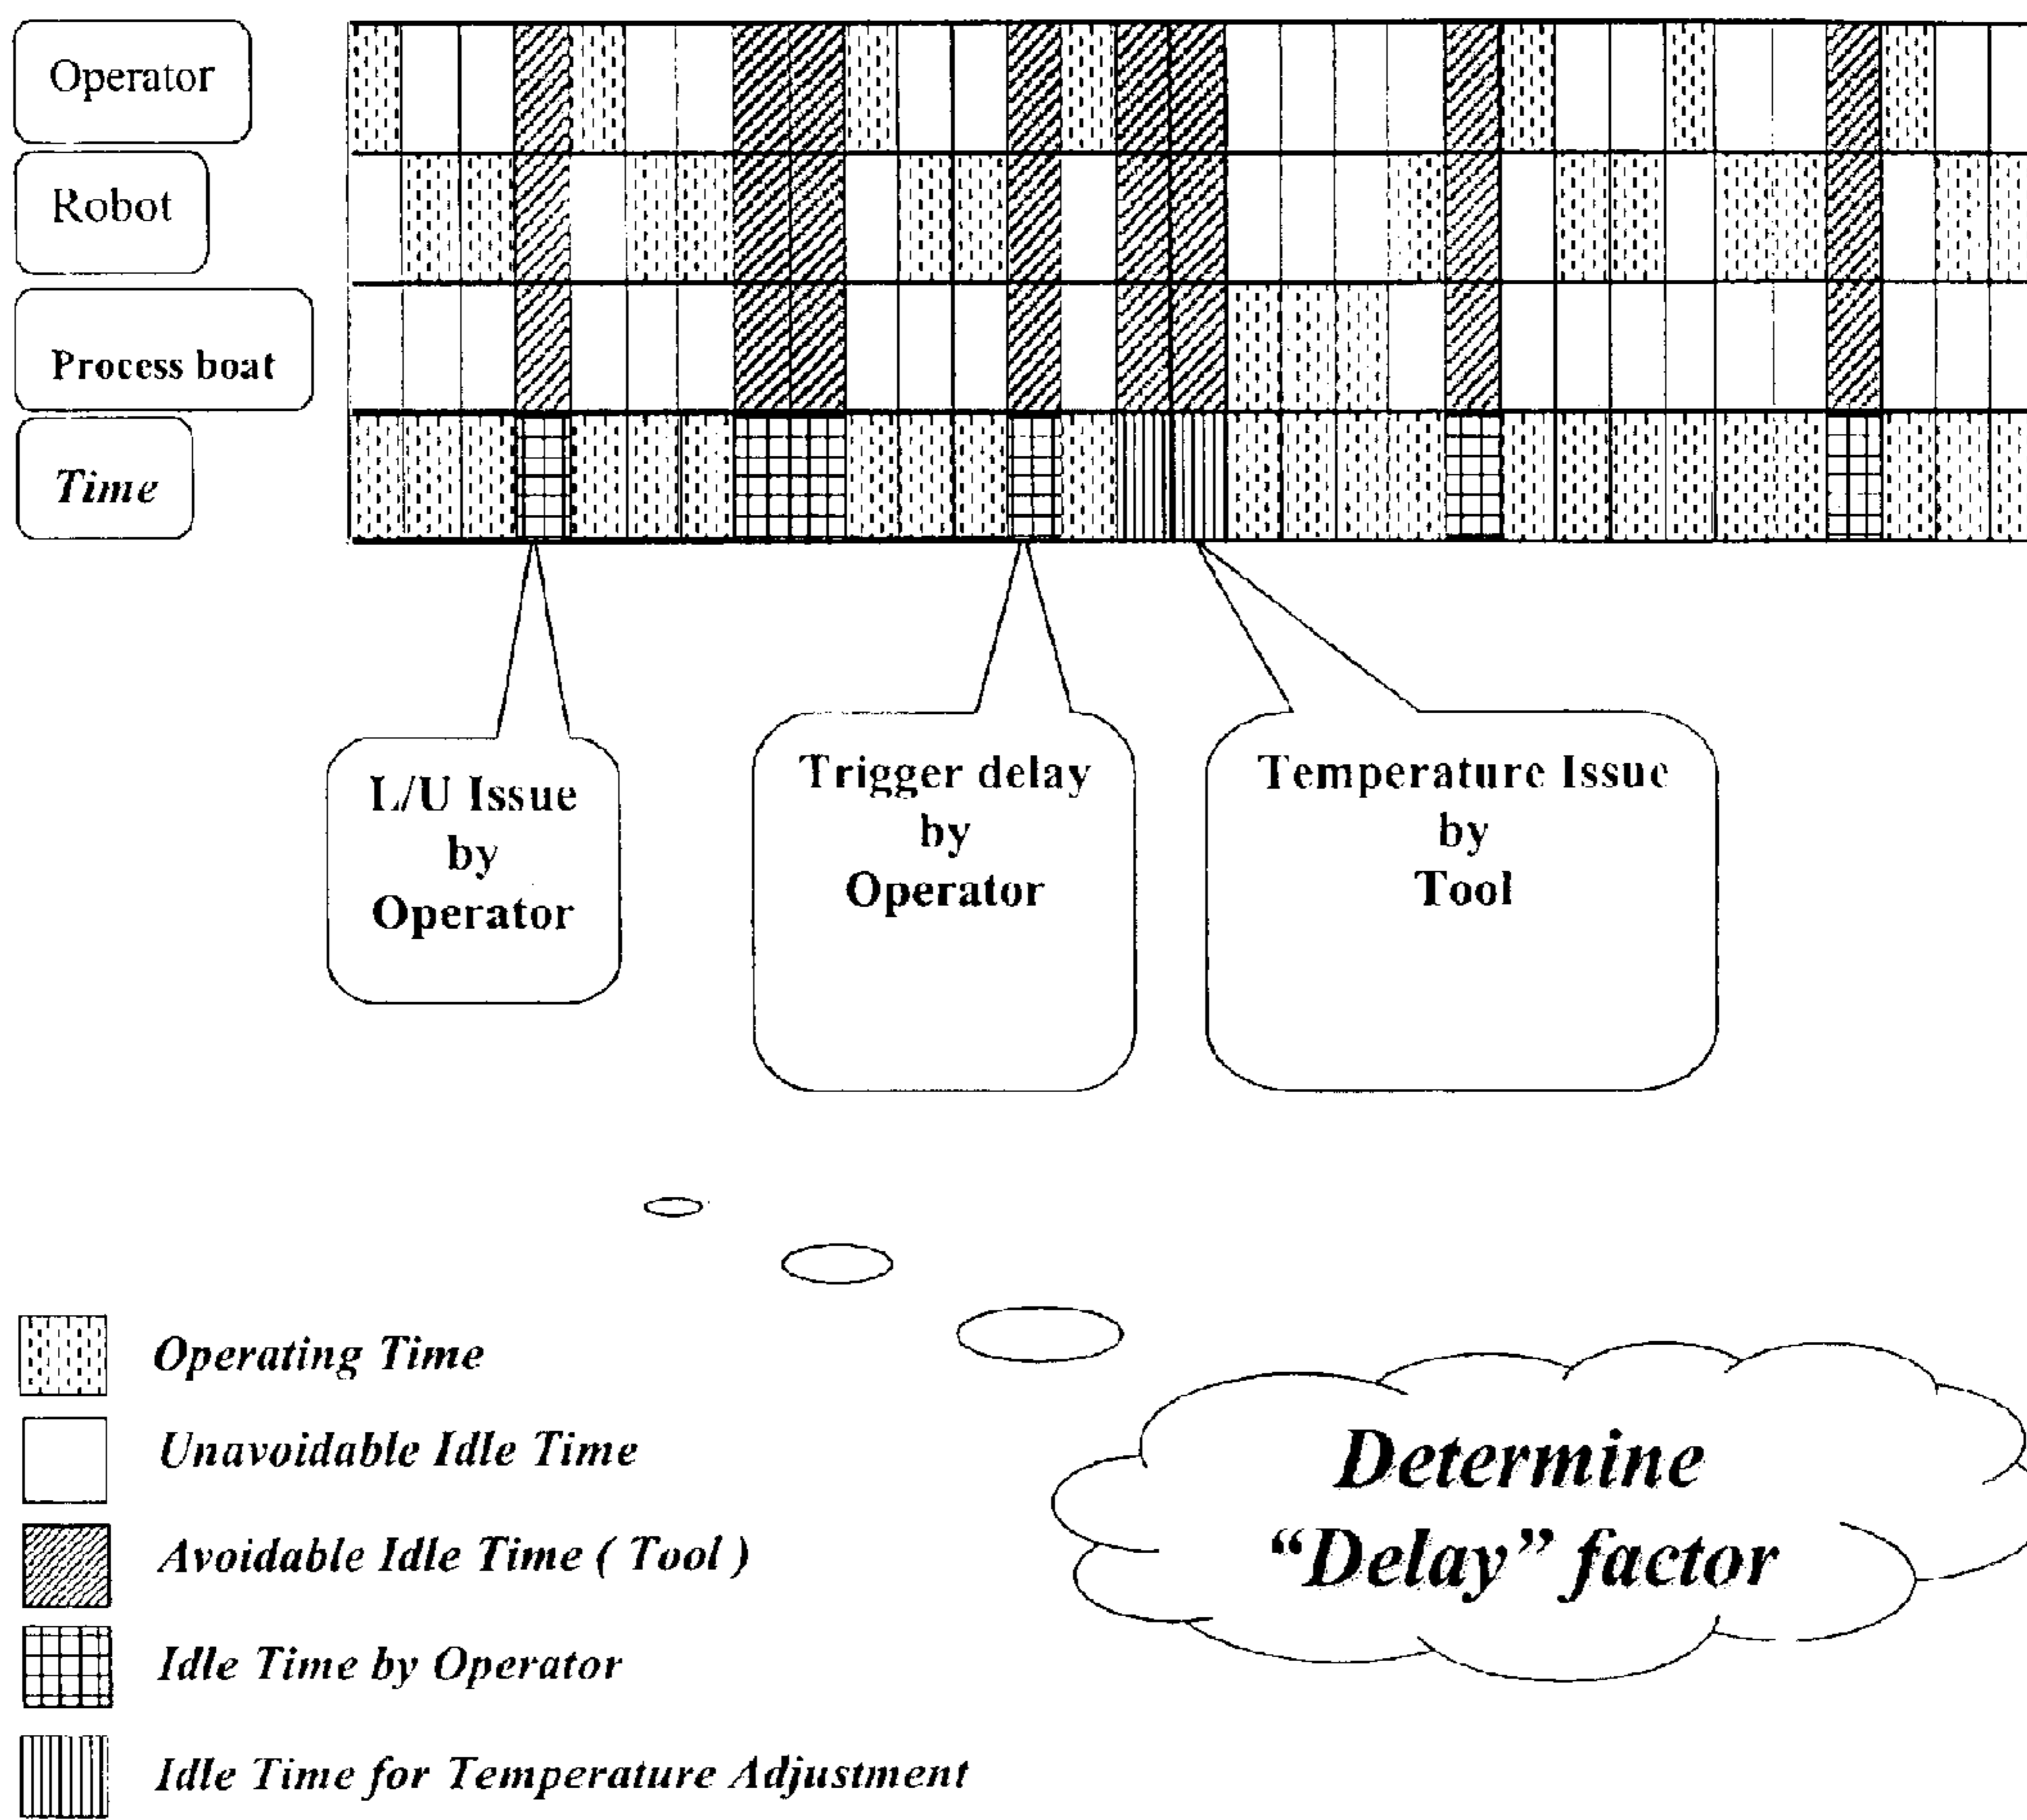 Operator
Robot
Process boat
Time
L/U Issue
by
Operator
Trigger delay
by
Operator
Temperature Issue
by
Tool
Operating Time
Unavoidable Idle Time
Avoidable Idle Time ( Tool )
Idle Time by Operator
Idle Time for Temperature Adjustment
Determine
“Delay” factor